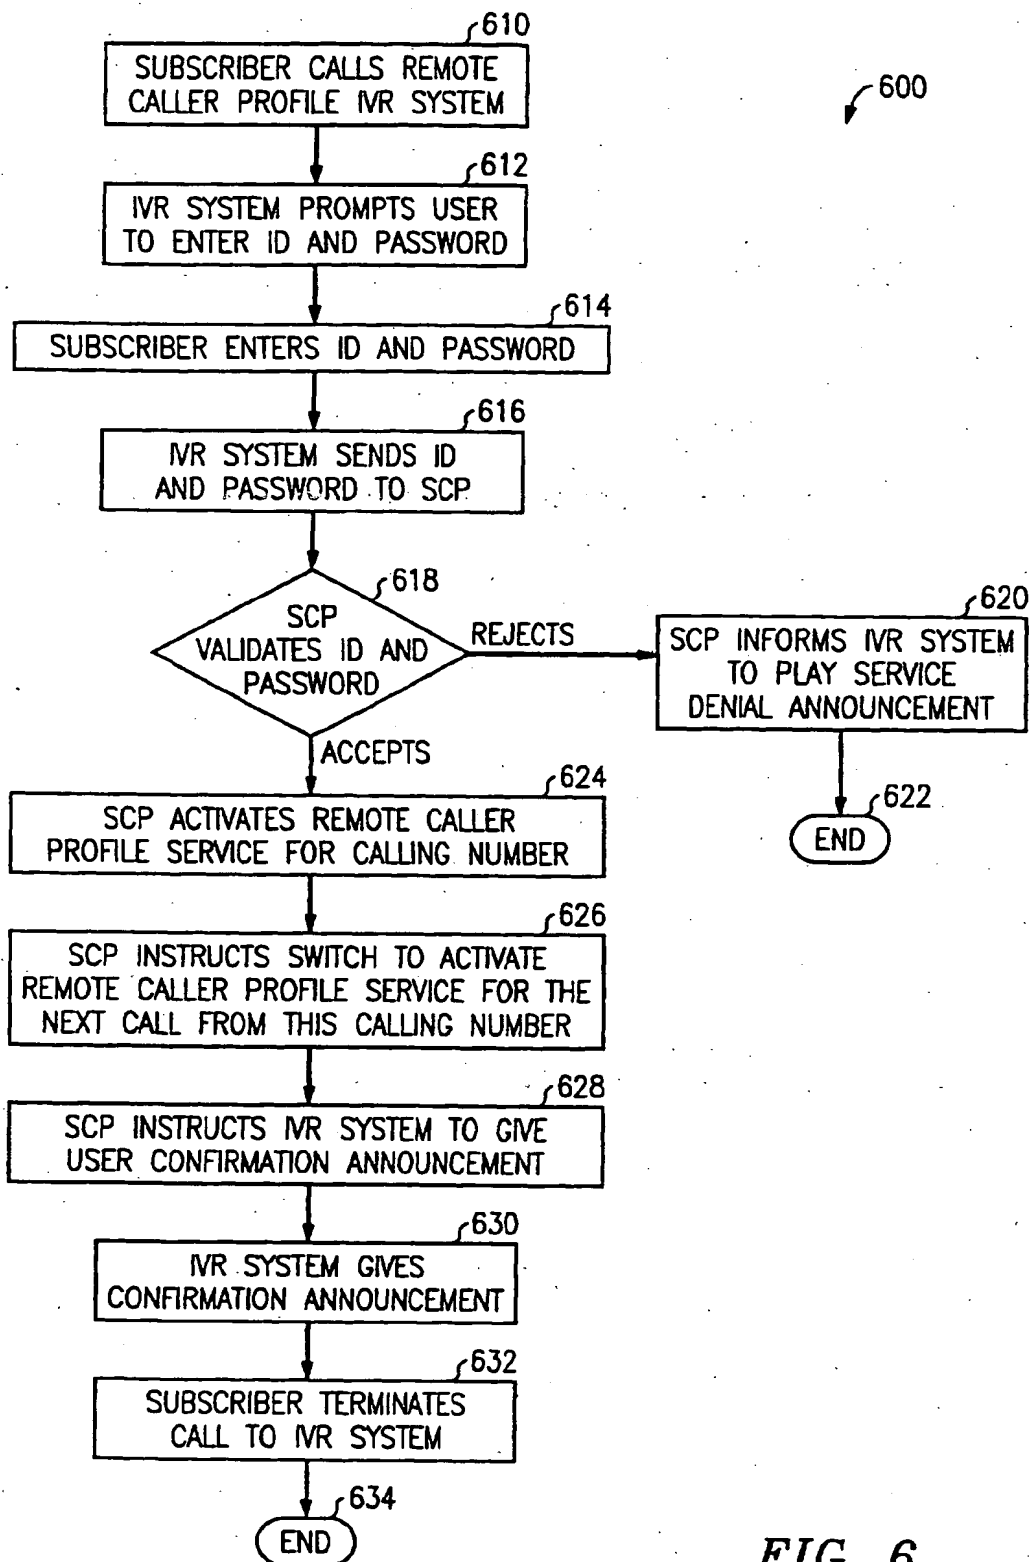 610
SUBSCRIBER CALLS REMOTE
CALLER PROFILE IVR SYSTEM
600
612
IVR SYSTEM PROMPTS USER
TO ENTER ID AND PASSWORD
614
SUBSCRIBER ENTERS ID AND PASSWORD
616
IVR SYSTEM SENDS ID
AND PASSWORD TO SCP
618
SCP
VALIDATES ID AND
PASSWORD
REJECTS
620
SCP INFORMS IVR SYSTEM
TO PLAY SERVICE
DENIAL ANNOUNCEMENT
622
END
ACCEPTS
624
SCP ACTIVATES REMOTE CALLER
PROFILE SERVICE FOR CALLING NUMBER
626
SCP INSTRUCTS SWITCH TO ACTIVATE
REMOTE CALLER PROFILE SERVICE FOR THE
NEXT CALL FROM THIS CALLING NUMBER
628
SCP INSTRUCTS IVR SYSTEM TO GIVE
USER CONFIRMATION ANNOUNCEMENT
630
IVR SYSTEM GIVES
CONFIRMATION ANNOUNCEMENT
632
SUBSCRIBER TERMINATES
CALL TO IVR SYSTEM
634
END
FIG. 6